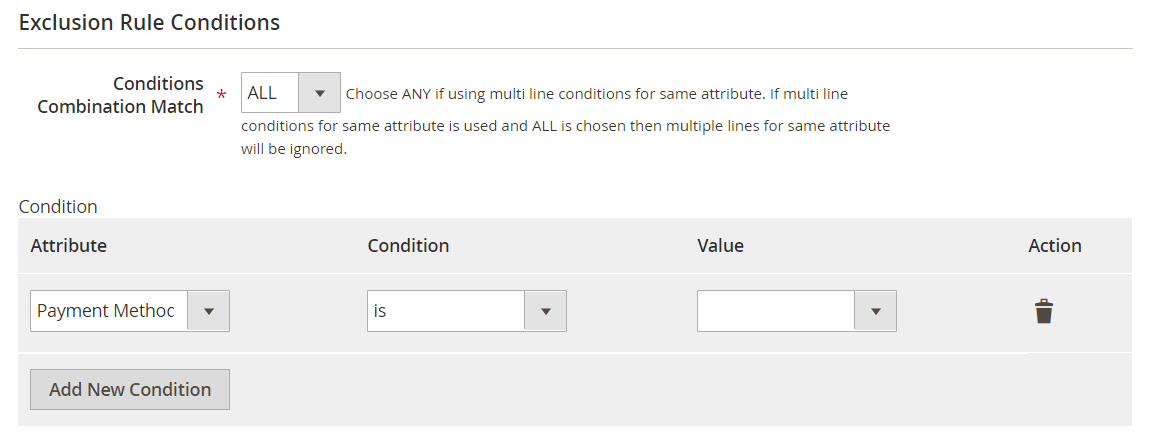 Exclusion Rule Conditions
Conditions
Combination Match *
ALL
Choose ANY if using multi line conditions for same attribute. If multi line
conditions for same attribute is used and ALL is chosen then multiple lines for same attribute
will be ignored.
Condition
Attribute Condition Value Action
Payment Methoc is
Add New Condition